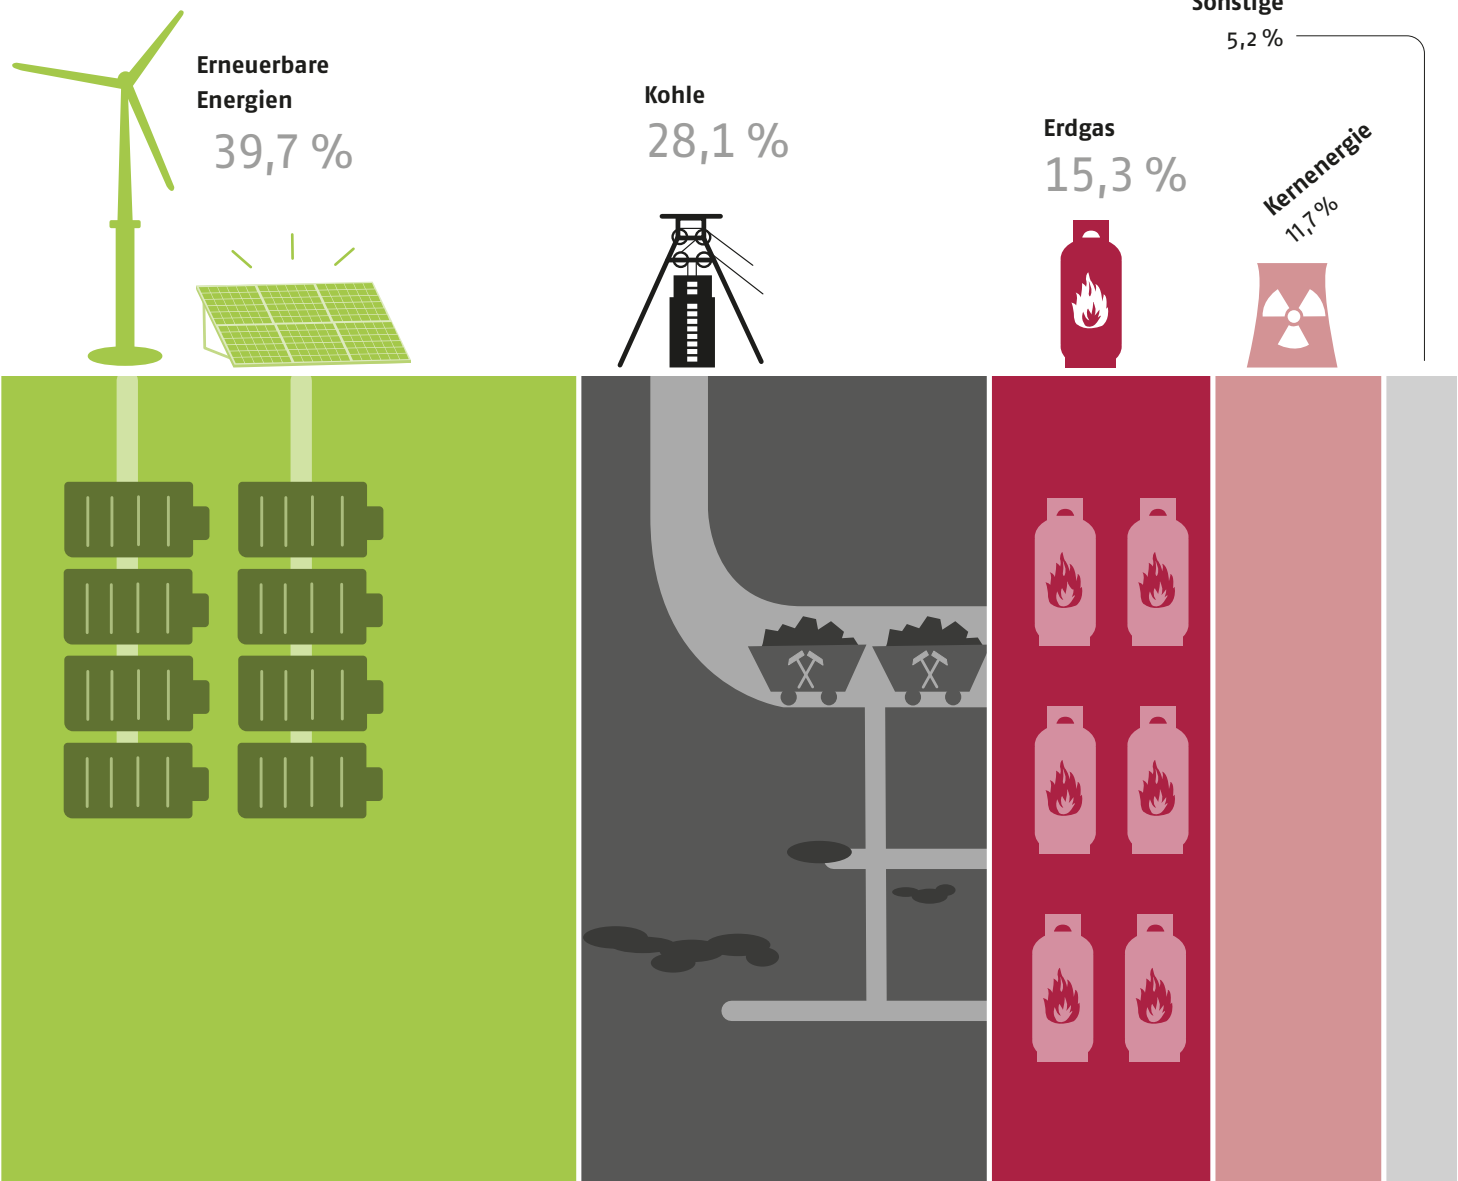 Erneuerbare
Energien
39,7 %
Kohle
28,1 %
Erdgas
15,3 %
Kernenergie
11,7 %
Sonstige
5,2 %